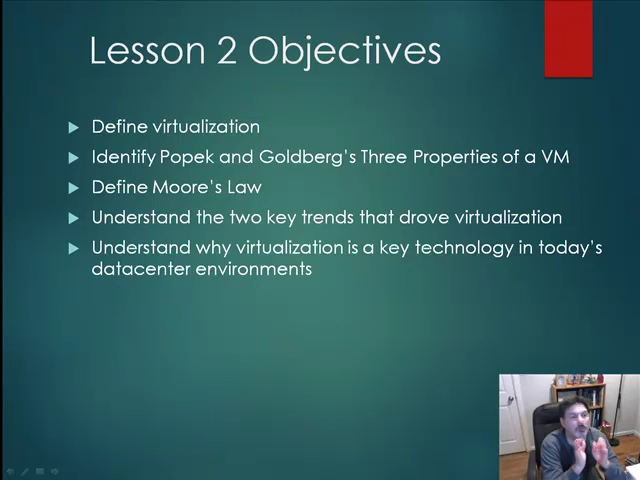 Lesson 2 Objectives
Define virtualization
Identify Popek and Goldberg's Three Properties of a VM
Define Moore's Law
Understand the two key trends that drove virtualization
Understand why virtualization is a key technology in today's
datacenter environments